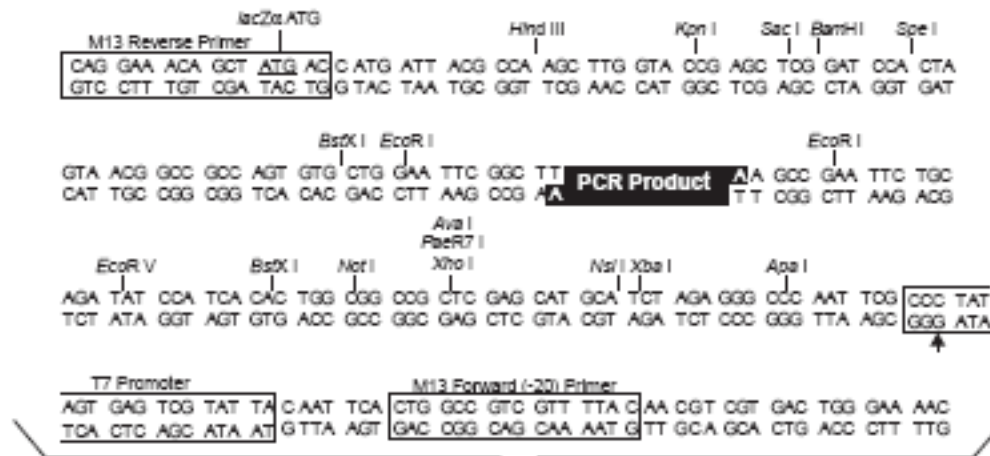 lacZα ATG
M13 Reverse Primer Hind III Kpn I Sac I BamH I Spe I
CAG GAA ACA GCT ATG AC C ATG ATT ACG CCA AGC TTG GTA CCG AGC TCG GAT CCA CTA
GTC CTT TGT CGA TAC TG G TAC TAA TGC GGT TCG AAC CAT GGC TCG AGC CTA GGT GAT
BstX I EcoR I EcoR I
GTA ACG GCC GCC AGT GTG CTG GAA TTC GGC TT PCR Product A A GCC GAA TTC TGC
CAT TGC CGG CGG TCA CAC GAC CTT AAG CCG A A T T CGG CTT AAG ACG
Ava I
PaeR7 I
EcoR V BstX I Not I Xho I Nsi I Xba I Apa I
AGA TAT CCA TCA CAC TGG CGG CCG CTC GAG CAT GCA TCT AGA GGG CCC AAT TCG CCC TAT
TCT ATA GGT AGT GTG ACC GCC GGC GAG CTC GTA CGT AGA TCT CCC GGG TTA AGC GGG ATA
T7 Promoter M13 Forward (-20) Primer
AGT GAG TCG TAT TA C AAT TCA CTG GCC GTC GTT TTA C AA CGT CGT GAC TGG GAA AAC
TCA CTC AGC ATA AT G TTA AGT GAC CGG CAG CAA AAT G TT GCA GCA CTG ACC CTT TTG